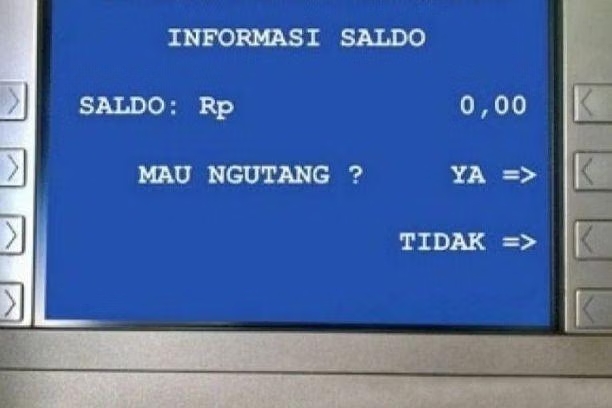 INFORMASI SALDO
SALDO: Rp 0,00
MAU NGUTANG ? YA =>
TIDAK =>